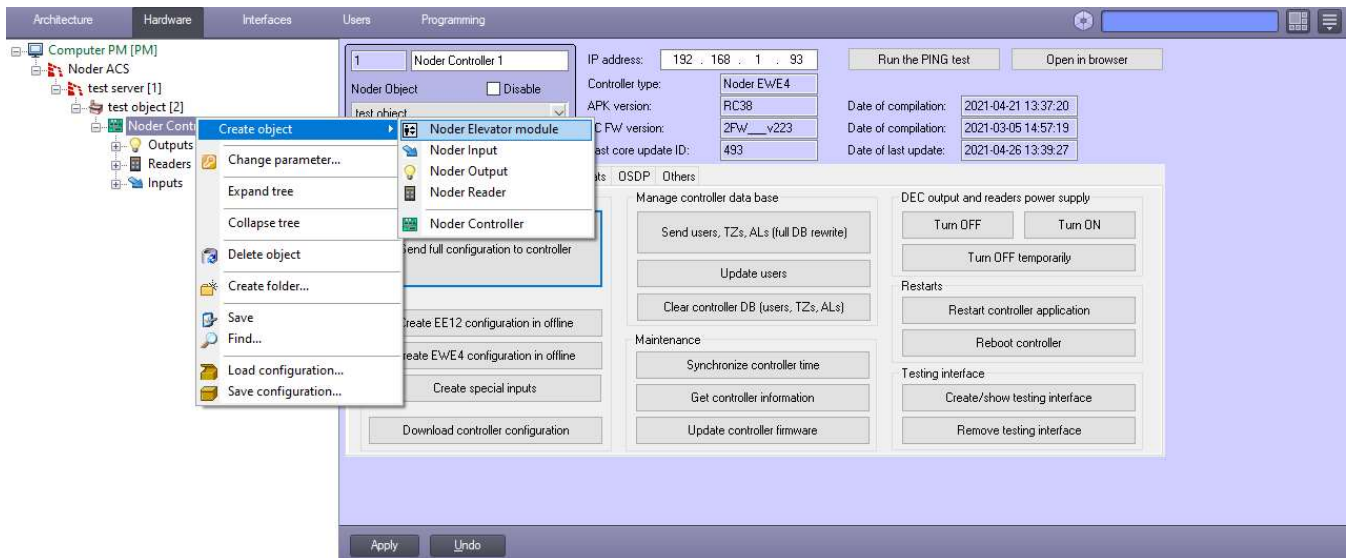 Architecture Hardware Interfaces Users Programming
Computer PM [PM]
Noder ACS
test server [1]
test object [2]
Noder Cont
Outputs
Readers
Inputs
Create object
Change parameter...
Expand tree
Collapse tree
Delete object
Create folder...
Save
Find...
Load configuration...
Save configuration...
Noder Elevator module
Noder Input
Noder Output
Noder Reader
Noder Controller
1 Noder Controller 1
Noder Object Disable
test object
IP address: 192 . 168 . 1 . 93 Run the PING test Open in browser
Controller type: Noder EWE4
APK version: RC38 Date of compilation: 2021-04-21 13:37:20
C FW version: 2FW___v223 Date of compilation: 2021-03-05 14:57:19
ast core update ID: 493 Date of last update: 2021-04-26 13:39:27
ats OSDP Others
Send full configuration to controller
Create EE12 configuration in offline
Create EWE4 configuration in offline
Create special inputs
Download controller configuration
Manage controller data base
Send users, TZs, ALs (full DB rewrite)
Update users
Clear controller DB (users, TZs, ALs)
Maintenance
Synchronize controller time
Get controller information
Update controller firmware
DEC output and readers power supply
Turn OFF Turn ON
Turn OFF temporarily
Restarts
Restart controller application
Reboot controller
Testing interface
Create/show testing interface
Remove testing interface
Apply Undo